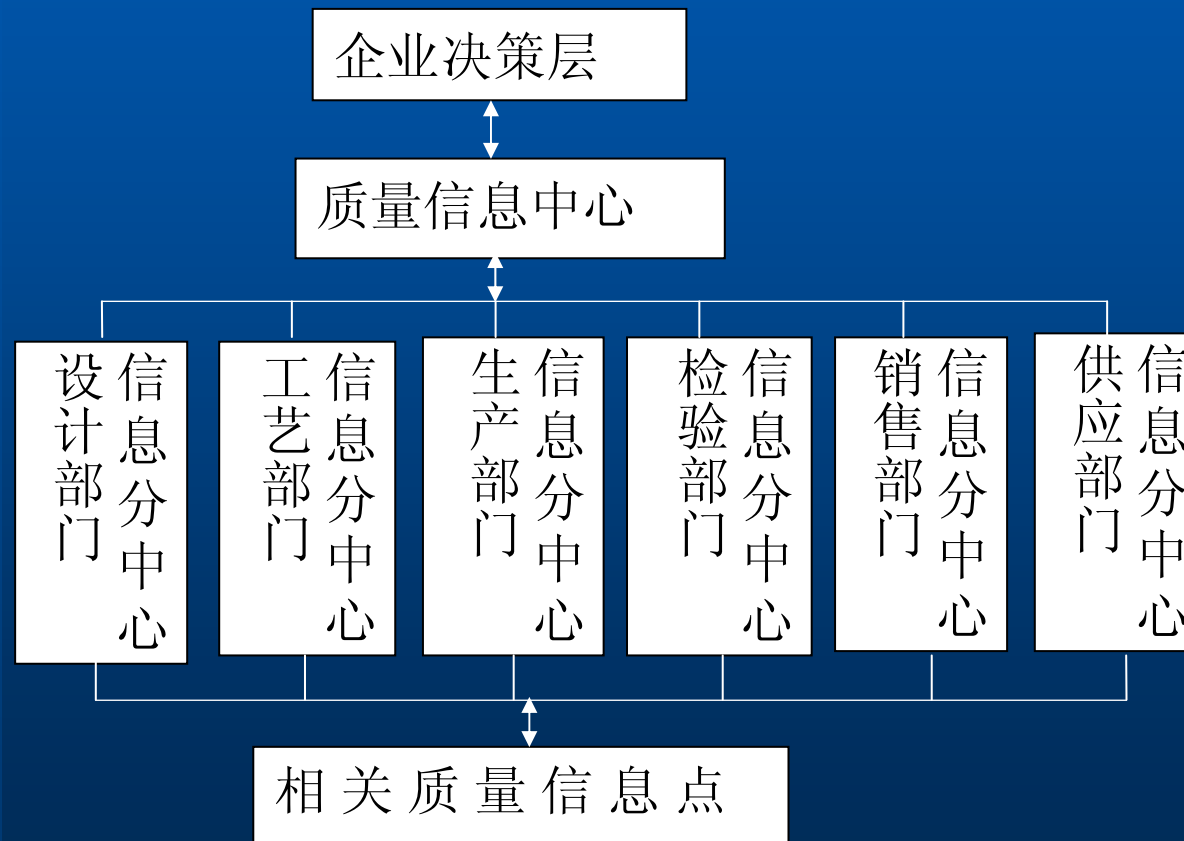 企业决策层
质量信息中心
设计部门
信息分中心
工艺部门
信息分中心
生产部门
信息分中心
检验部门
信息分中心
销售部门
信息分中心
供应部门
信息分中心
相关质量信息点